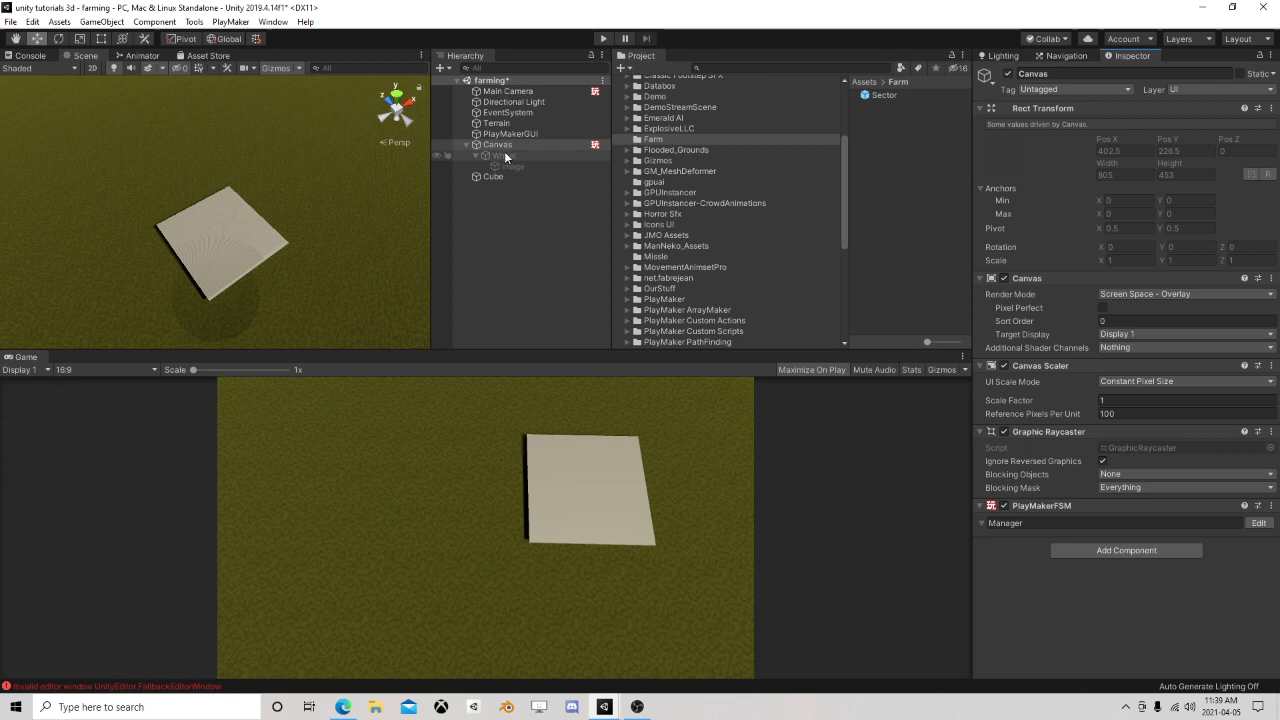 unity tutorials 3d - farming - PC, Mac & Linux Standalone - Unity 2019.4.14f1* <DX11>
File Edit Assets GameObject Component Tools PlayMaker Window Help
Pivot Global Collab Account Layers Layout
Console Scene Animator Asset Store
Shaded 2D 0 Gizmos All
y
z
x
Persp
Hierarchy
All
farming*
Main Camera
Directional Light
EventSystem
Terrain
PlayMakerGUI
Canvas
Image
Cube
Project
16
Classic Footstep SFX
Databox
Demo
DemoStreamScene
Emerald AI
ExplosiveLLC
Farm
Flooded_Grounds
Gizmos
GM_MeshDeformer
gpuai
GPUInstancer
GPUInstancer-CrowdAnimations
Horror Sfx
Icons UI
JMO Assets
ManNeko_Assets
Missle
MovementAnimsetPro
net.fabrejean
OurStuff
PlayMaker
PlayMaker ArrayMaker
PlayMaker Custom Actions
PlayMaker Custom Scripts
PlayMaker PathFinding
Assets > Farm
Sector
Lighting Navigation Inspector
Canvas Static
Tag Untagged Layer UI
Rect Transform
Some values driven by Canvas.
Pos X Pos Y Pos Z
402.5 226.5 0
Width Height
805 453 R
Anchors
Min X 0 Y 0
Max X 0 Y 0
Pivot X 0.5 Y 0.5
Rotation X 0 Y 0 Z 0
Scale X 1 Y 1 Z 1
Canvas
Render Mode Screen Space - Overlay
Pixel Perfect
Sort Order 0
Target Display Display 1
Additional Shader Channels Nothing
Canvas Scaler
UI Scale Mode Constant Pixel Size
Scale Factor 1
Reference Pixels Per Unit 100
Graphic Raycaster
Script GraphicRaycaster
Ignore Reversed Graphics
Blocking Objects None
Blocking Mask Everything
PlayMakerFSM
Manager Edit
Add Component
Game
Display 1 16:9 Scale 1x Maximize On Play Mute Audio Stats Gizmos
Invalid editor window UnityEditor.FallbackEditorWindow
Auto Generate Lighting Off
Type here to search
11:39 AM
2021-04-05